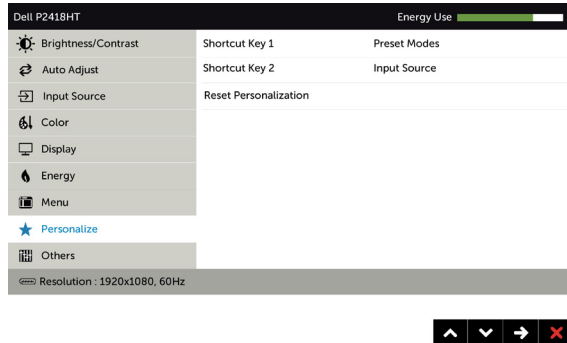 Dell P2418HT
Energy Use
Brightness/Contrast
Shortcut Key 1
Preset Modes
Auto Adjust
Shortcut Key 2
Input Source
Input Source
Reset Personalization
Color
Display
Energy
Menu
Personalize
Others
Resolution : 1920x1080, 60Hz